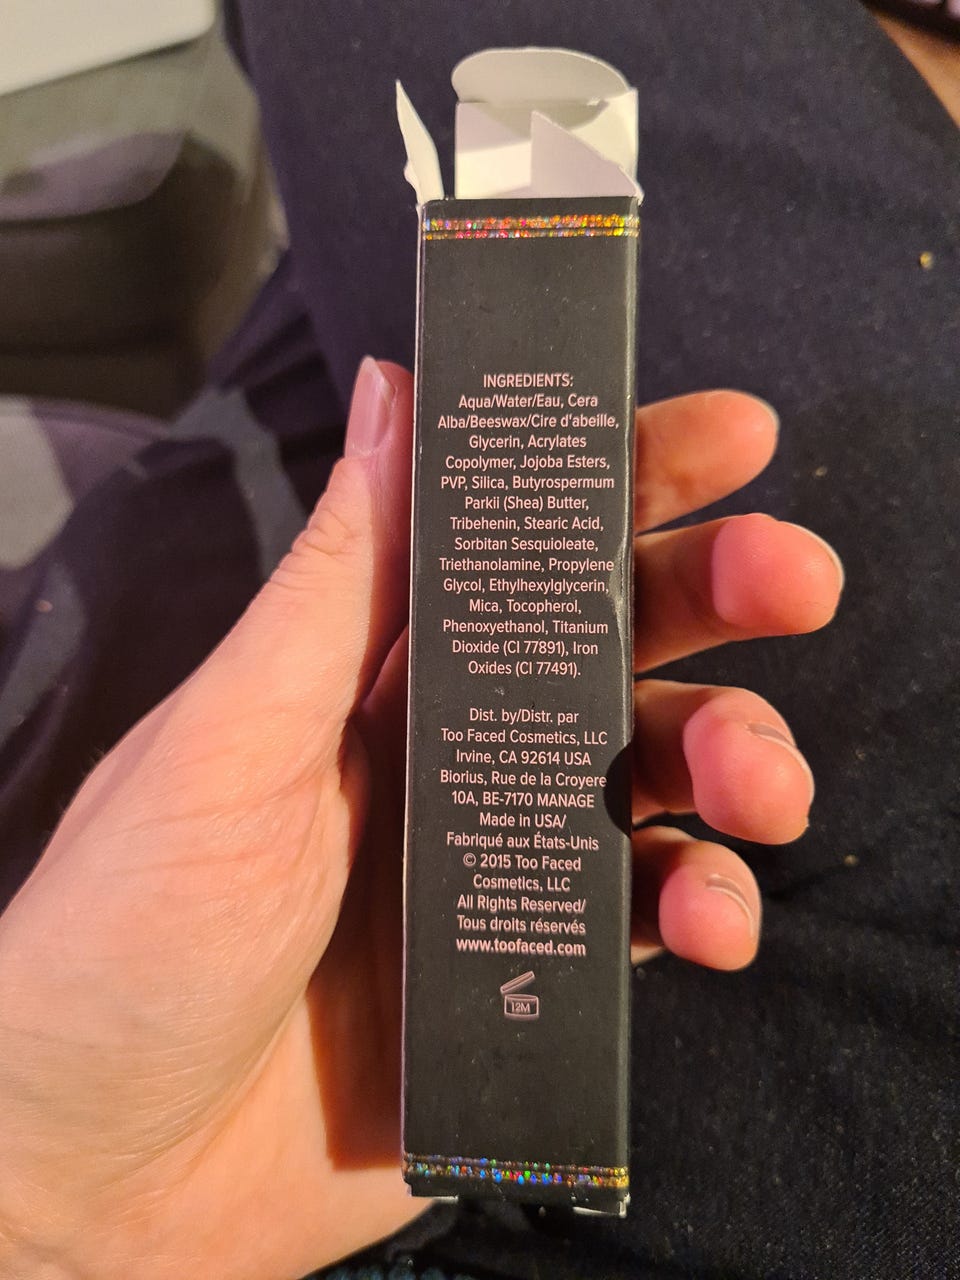 INGREDIENTS:
Aqua/Water/Eau, Cera
Alba/Beeswax/Cire d'abeille,
Glycerin, Acrylates
Copolymer, Jojoba Esters,
PVP, Silica, Butyrospermum
Parkii (Shea) Butter,
Tribehenin, Stearic Acid,
Sorbitan Sesquioleate,
Triethanolamine, Propylene
Glycol, Ethylhexylglycerin,
Mica, Tocopherol,
Phenoxyethanol, Titanium
Dioxide (CI 77891), Iron
Oxides (CI 77491).
Dist. by/Distr. par
Too Faced Cosmetics, LLC
Irvine, CA 92614 USA
Biorius, Rue de la Croyere
10A, BE-7170 MANAGE
Made in USA/
Fabriqué aux États-Unis
© 2015 Too Faced
Cosmetics, LLC
All Rights Reserved/
Tous droits réservés
www.toofaced.com
12M